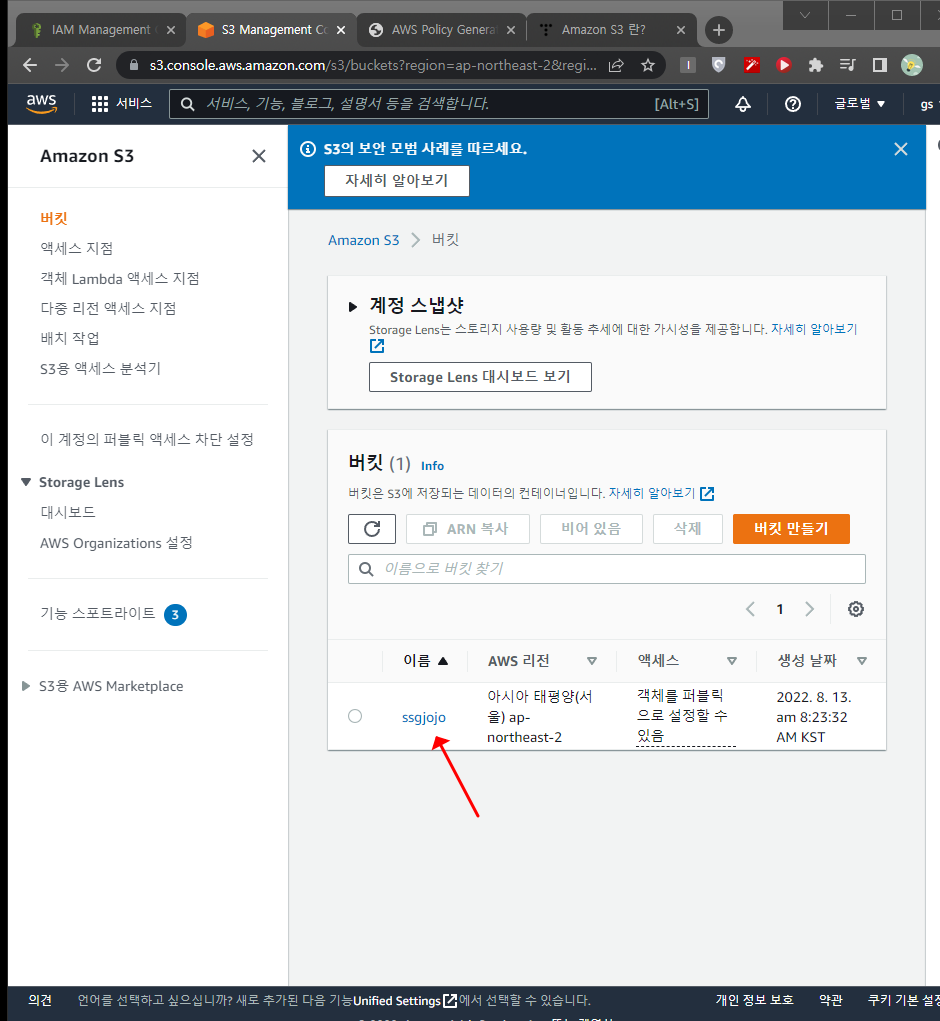 IAM Management
S3 Management Co
AWS Policy Genera
Amazon S3 란?
s3.console.aws.amazon.com/s3/buckets?region=ap-northeast-2&regi...
aws
서비스
서비스, 기능, 블로그, 설명서 등을 검색합니다.
[Alt+S]
글로벌
gs
Amazon S3
버킷
액세스 지점
객체 Lambda 액세스 지점
다중 리전 액세스 지점
배치 작업
S3용 액세스 분석기
이 계정의 퍼블릭 액세스 차단 설정
Storage Lens
대시보드
AWS Organizations 설정
기능 스포트라이트 3
S3용 AWS Marketplace
S3의 보안 모범 사례를 따르세요.
자세히 알아보기
Amazon S3 > 버킷
계정 스냅샷
Storage Lens는 스토리지 사용량 및 활동 추세에 대한 가시성을 제공합니다. 자세히 알아보기
Storage Lens 대시보드 보기
버킷 (1) Info
버킷은 S3에 저장되는 데이터의 컨테이너입니다. 자세히 알아보기
ARN 복사
비어 있음
삭제
버킷 만들기
이름으로 버킷 찾기
1
이름
AWS 리전
액세스
생성 날짜
ssgjojo
아시아 태평양(서
울) ap-
northeast-2
객체를 퍼블릭
으로 설정할 수
있음
2022. 8. 13.
am 8:23:32
AM KST
의견
언어를 선택하고 싶으십니까? 새로 추가된 다음 기능Unified Settings에서 선택할 수 있습니다.
개인 정보 보호
약관
쿠키 기본 설정